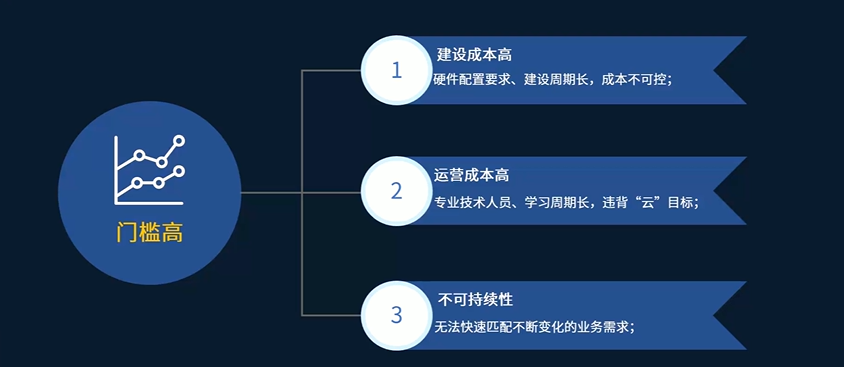 门槛高
1
建设成本高
硬件配置要求、建设周期长，成本不可控；
2
运营成本高
专业技术人员、学习周期长，违背“云”目标；
3
不可持续性
无法快速匹配不断变化的业务需求；